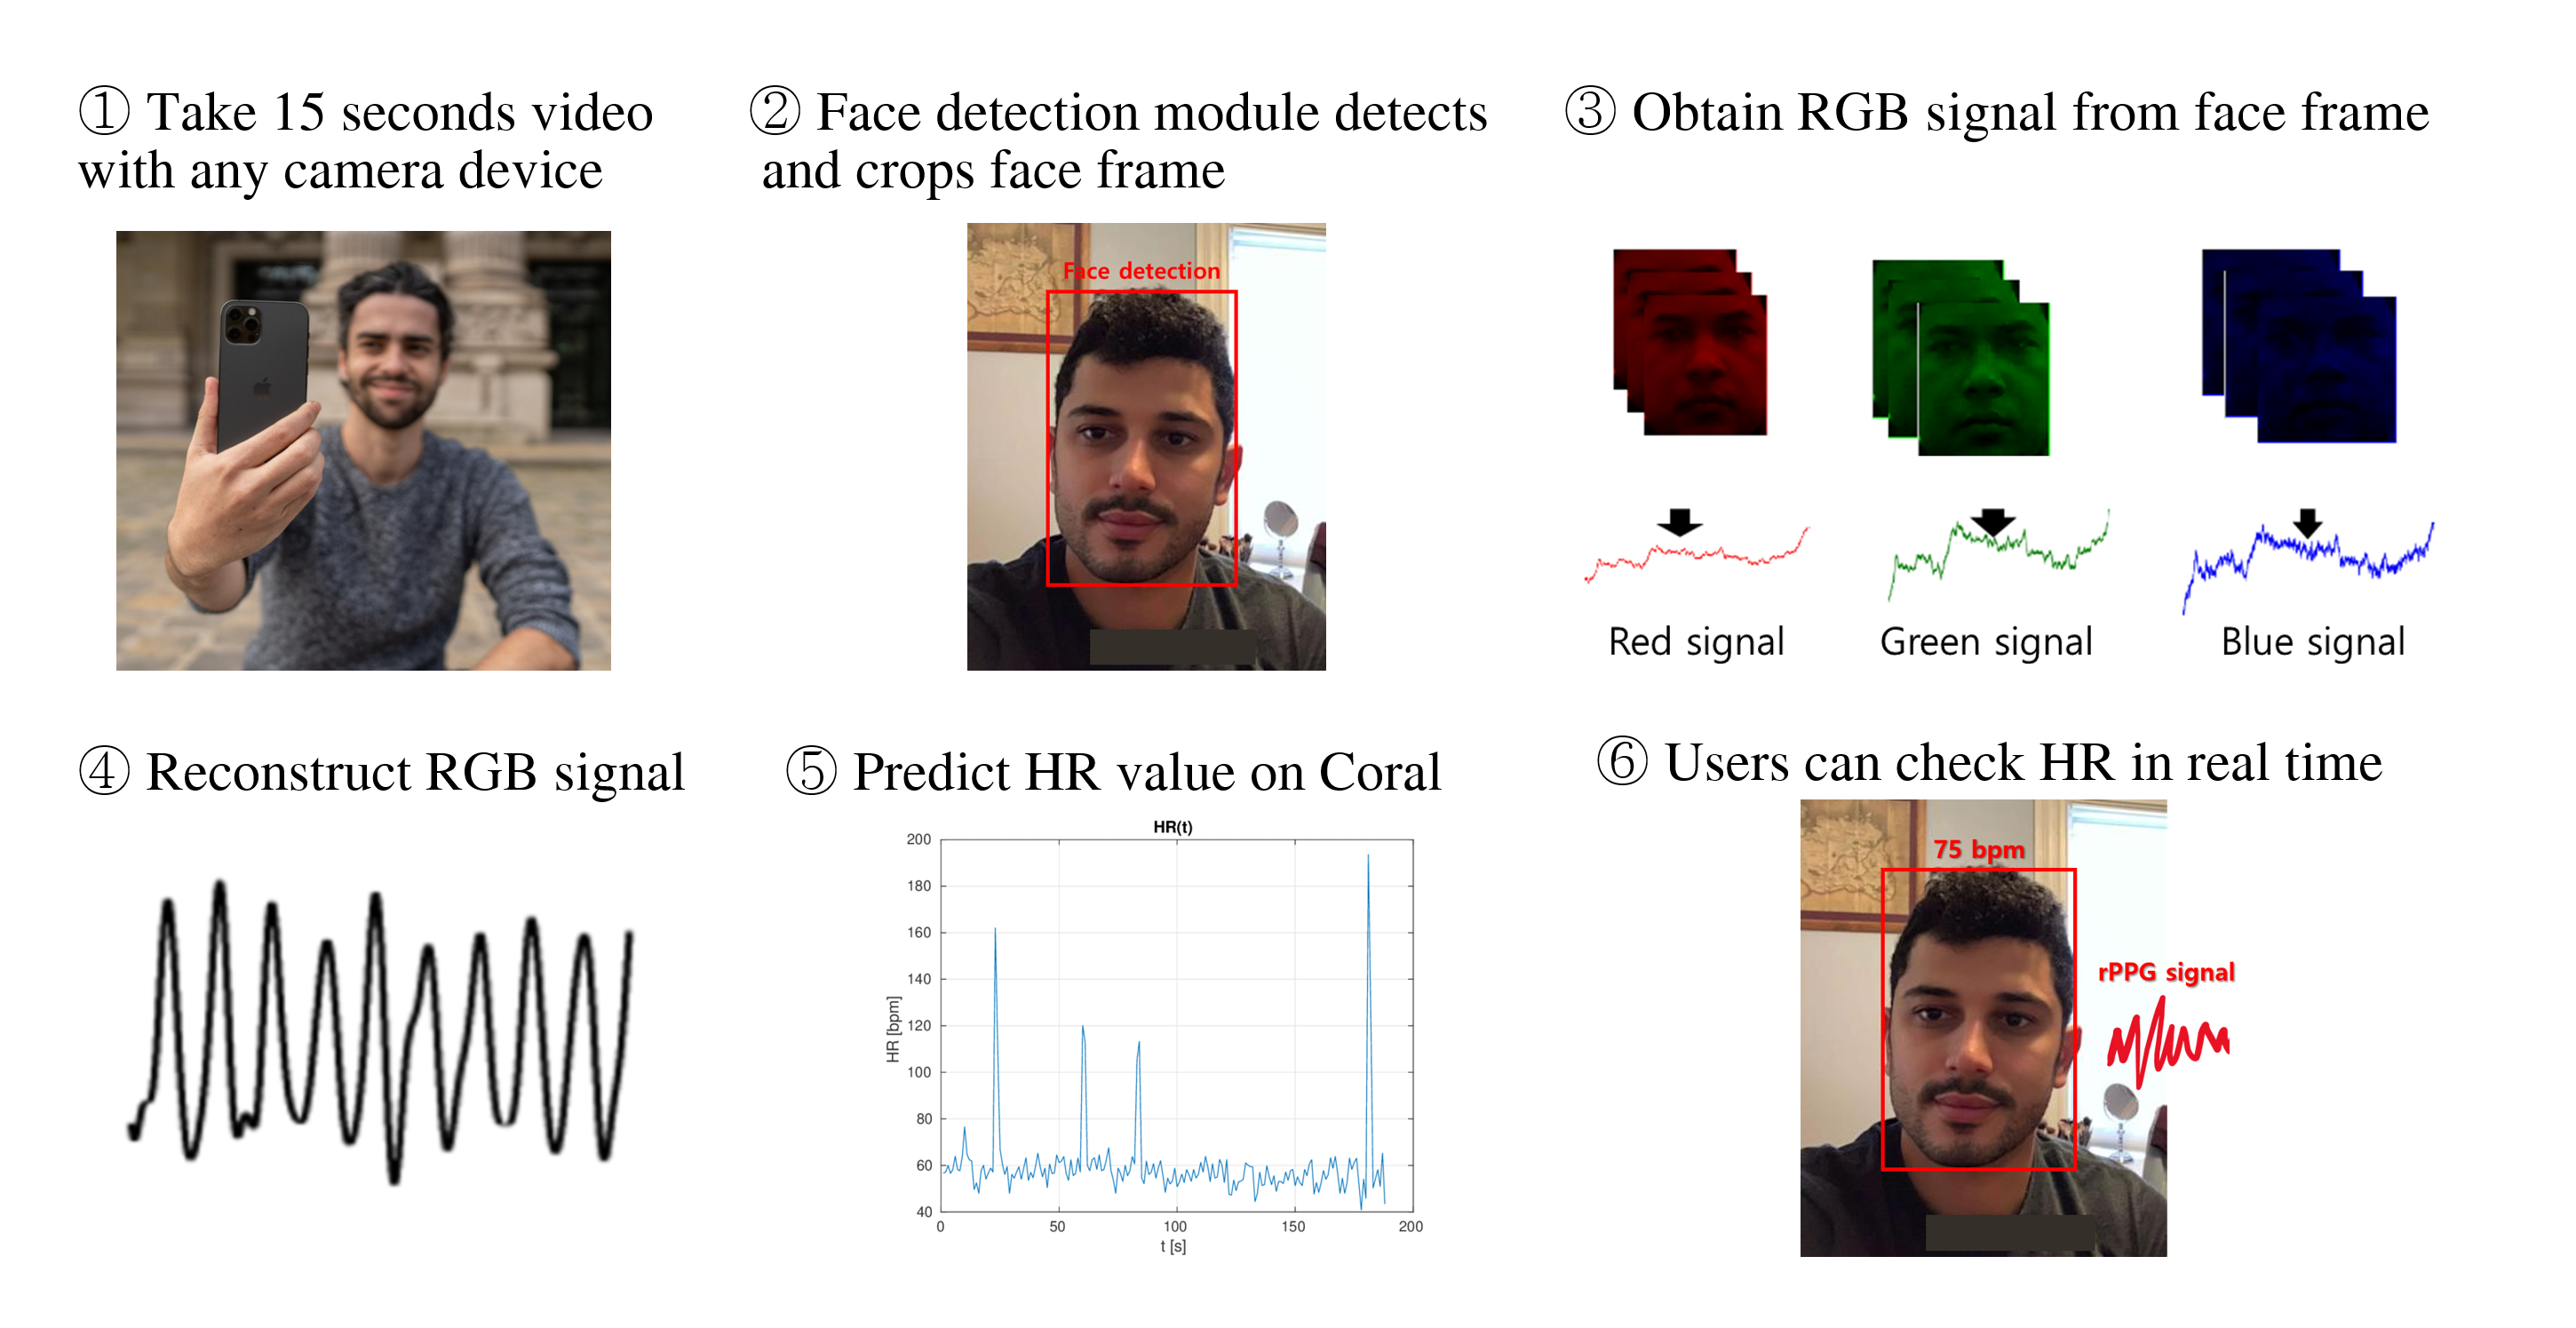 ① Take 15 seconds video
with any camera device
② Face detection module detects
and crops face frame
Face detection
③ Obtain RGB signal from face frame
Red signal
Green signal
Blue signal
④ Reconstruct RGB signal
⑤ Predict HR value on Coral
HR(t)
200
180
160
140
120
100
80
60
40
HR [bpm]
0
50
100
150
200
t [s]
⑥ Users can check HR in real time
75 bpm
rPPG signal